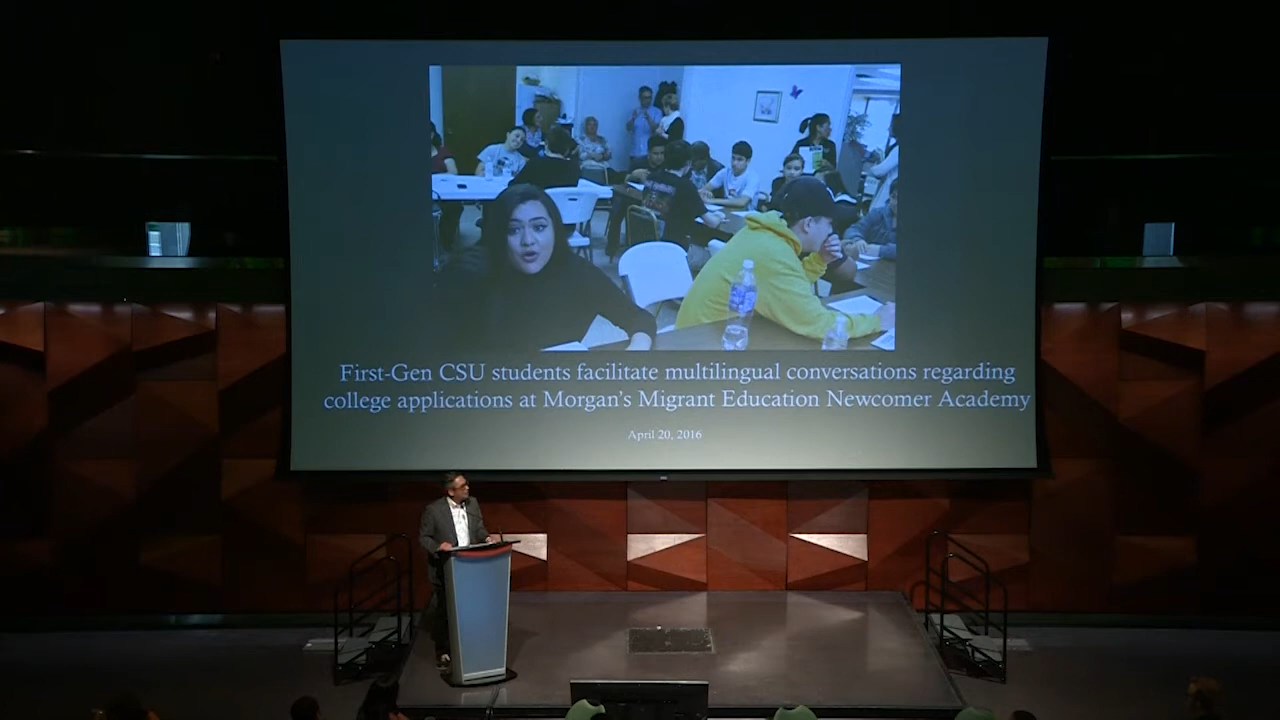 First-Gen CSU students facilitate multilingual conversations regarding
college applications at Morgan's Migrant Education Newcomer Academy
April 20, 2016